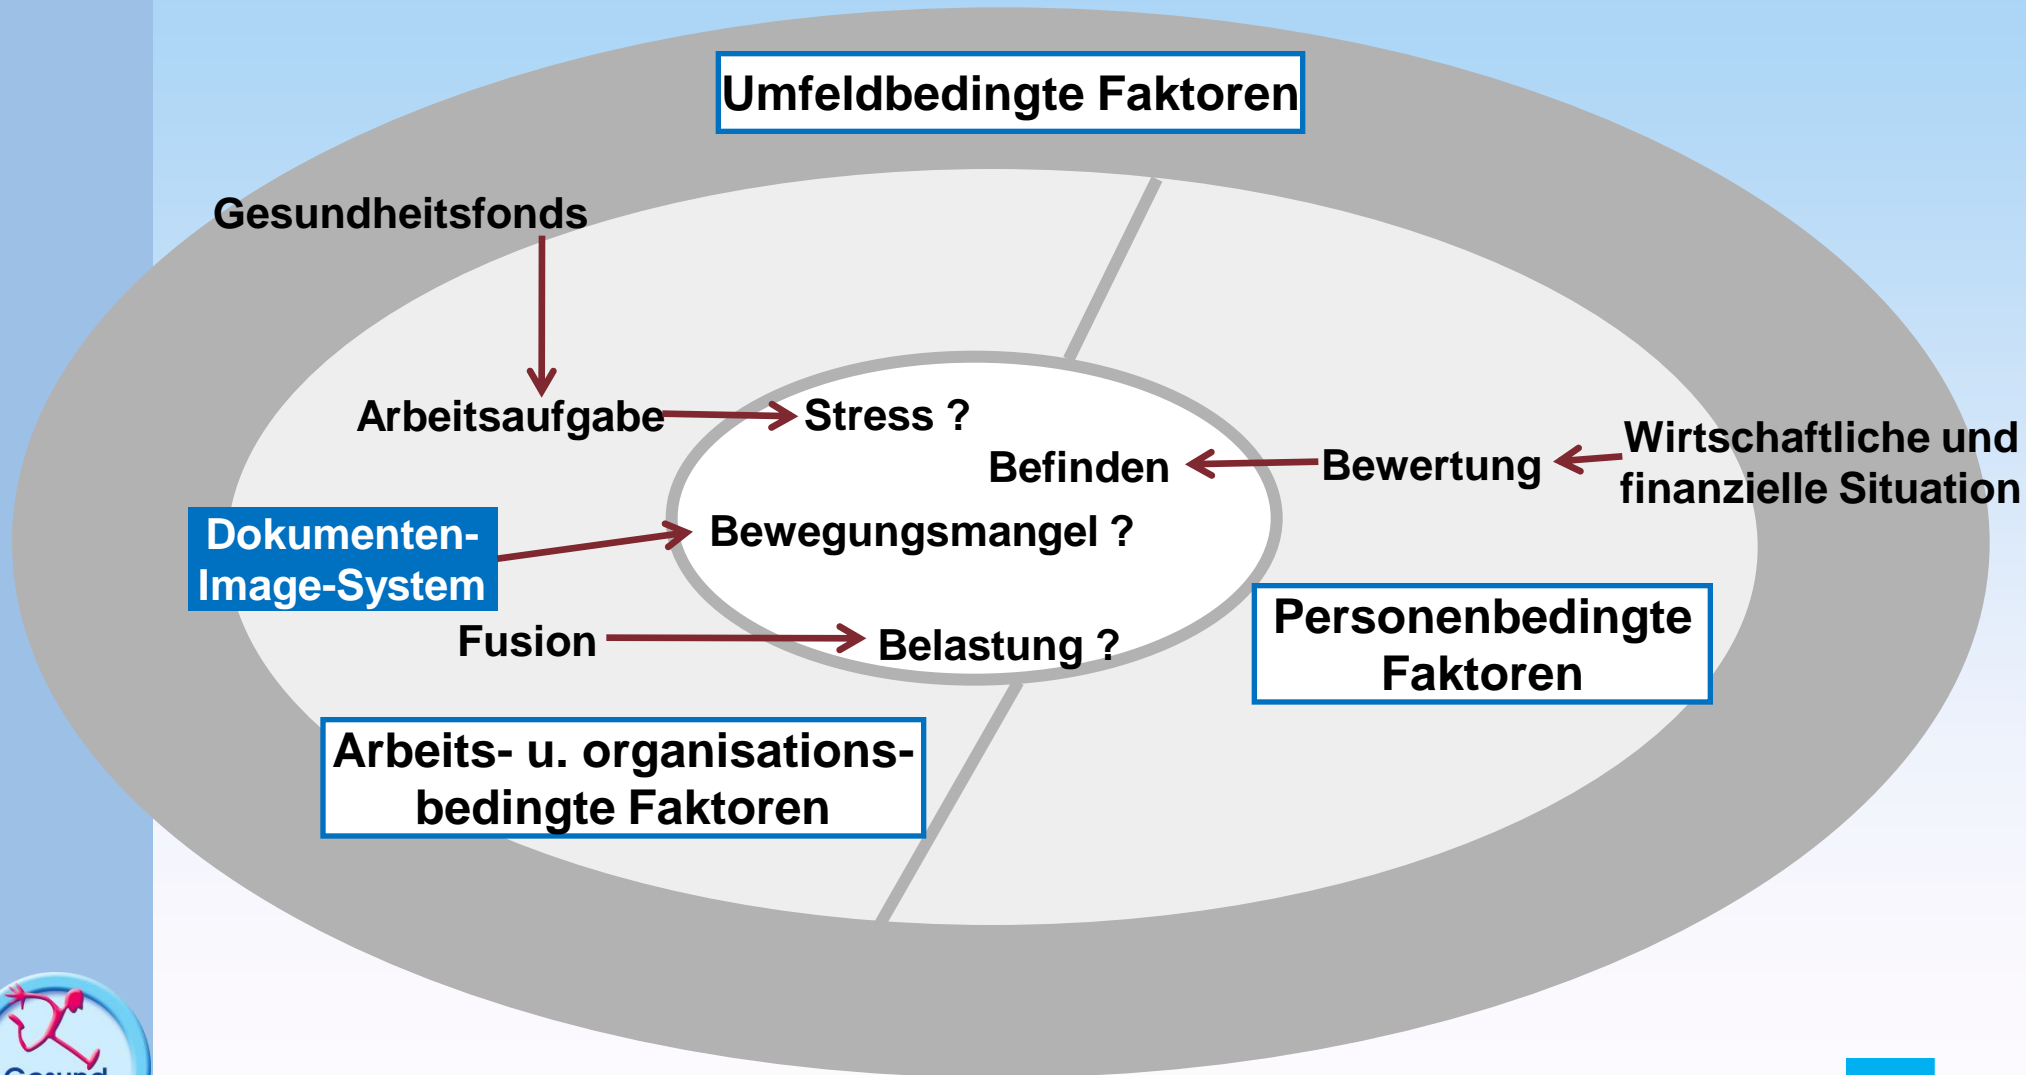 Umfeldbedingte Faktoren
Gesundheitsfonds
Arbeitsaufgabe
Stress ?
Befinden
Bewertung
Wirtschaftliche und
finanzielle Situation
Dokumenten-
Image-System
Bewegungsmangel ?
Fusion
Belastung ?
Personenbedingte
Faktoren
Arbeits- u. organisations-
bedingte Faktoren
Gesund